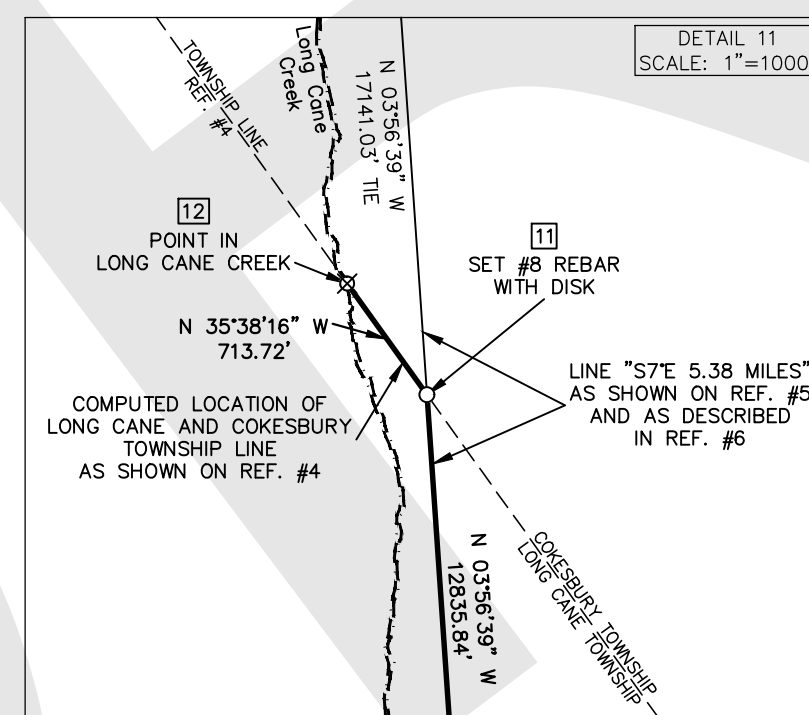 DETAIL 11
SCALE: 1"=1000
TOWNSHIP LINE
REF. #4
Long Cane
Creek
N 03°56'39" W
17141.03' TIE
12
POINT IN
LONG CANE CREEK
11
SET #8 REBAR
WITH DISK
N 35°38'16" W
713.72'
LINE "S7°E 5.38 MILES"
AS SHOWN ON REF. #5
AND AS DESCRIBED
IN REF. #6
COMPUTED LOCATION OF
LONG CANE AND COKESBURY
TOWNSHIP LINE
AS SHOWN ON REF. #4
N 03°56'39" W
12835.84'
COKESBURY TOWNSHIP
LONG CANE TOWNSHIP